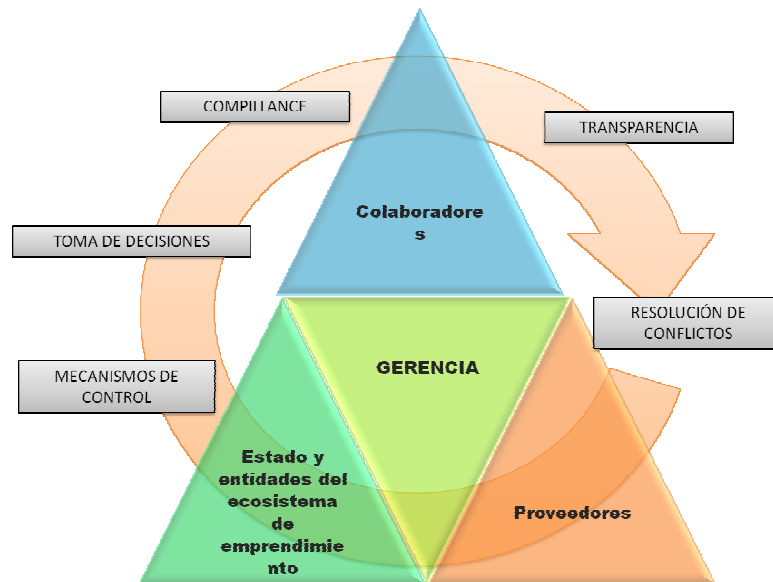 COMPILLANCE
TRANSPARENCIA
Colaboradore
s
TOMA DE DECISIONES
RESOLUCIÓN DE
CONFLICTOS
GERENCIA
MECANISMOS DE
CONTROL
Estado y
entidades del
ecosistema
de
emprendimie
nto
Proveedores